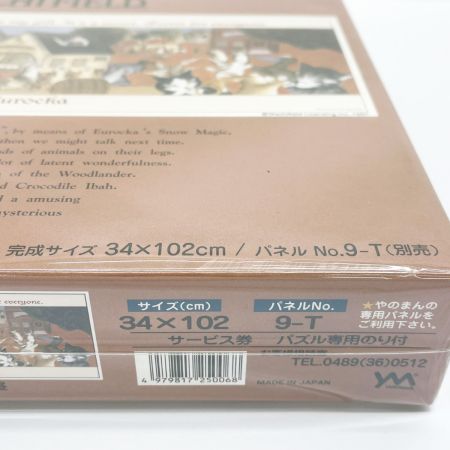 Eurocka
, by means of Eurocka's Snow Magic,
then we might talk next time.
ds of animals on their legs.
lot of latent wonderfulness.
of the Woodlander.
d Crocodile Ibah.
d a amusing
mysterious
完成サイズ 34×102cm / パネル No.9-T(別売)
everyone.
サイズ(cm)
34×102
パネルNo.
9-T
★やのまんの
専用パネルを
ご利用下さい。
サービス券
パズル専用のり付
TEL.0489(36)0512
4 979817 250068
MADE IN JAPAN